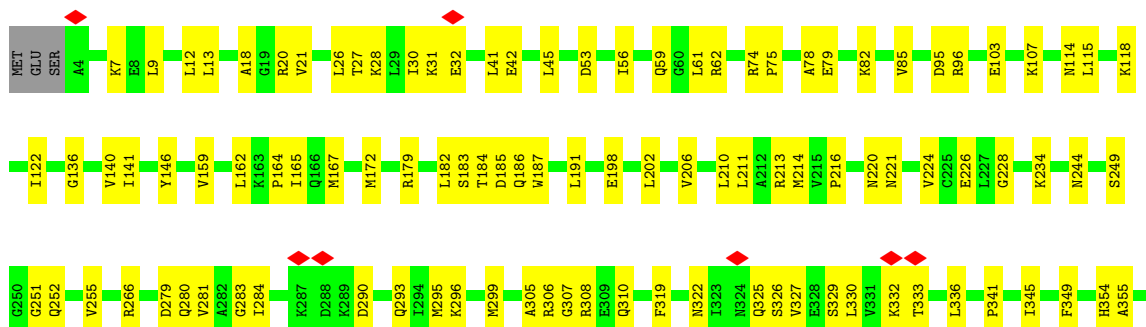 MET GLU SER A4 K7 E8 L9 L12 L13 A18 G19 R20 V21 L26 T27 K28 L29 I30 K31 E32 L41 E42 L45 D53 I56 Q59 G60 L61 R62 R74 P75 A78 E79 K82 V85 D95 R96 E103 K107 N114 L115 K118
I122 G136 V140 I141 Y146 V159 L162 K163 P164 I165 Q166 M167 M172 R179 L182 S183 T184 D185 Q186 W187 L191 E198 L202 V206 L210 L211 A212 R213 M214 V215 P216 N220 N221 V224 C225 E226 L227 G228 K234 N244 S249
G250 G251 Q252 V255 R266 D279 Q280 V281 A282 G283 I284 K287 D288 K289 D290 Q293 I294 M295 K296 M299 A305 R306 G307 R308 E309 Q310 F319 N322 I323 N324 Q325 S326 V327 E328 S329 L330 V331 K332 T333 L336 P341 I345 F349 H354 A355